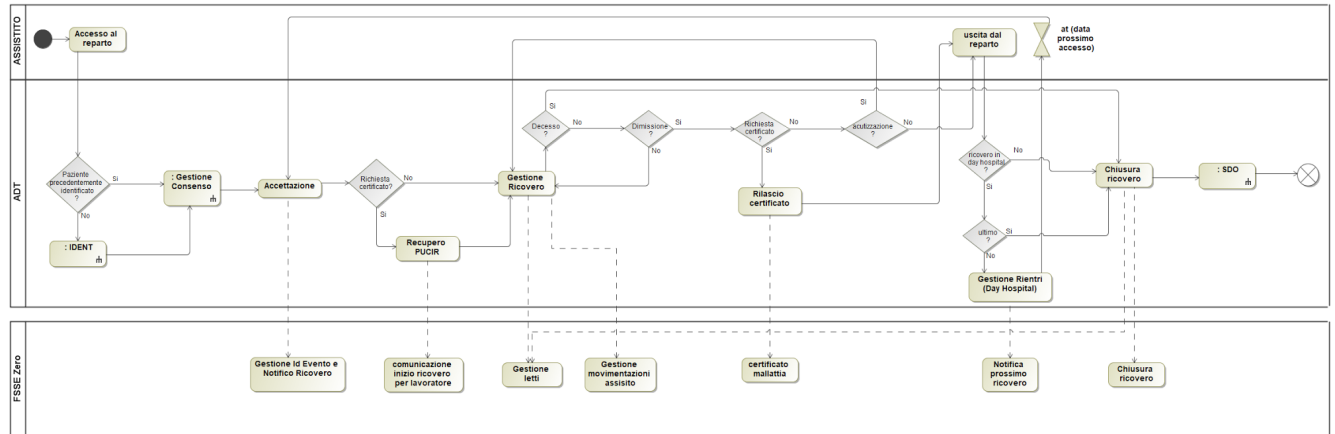 ASSISTITO
Accesso al
reparto
uscita dal
reparto
at (data
prossimo
accesso)
ADT
Paziente
precedentemente
identificato
?
Si
No
: IDENT
: Gestione
Consenso
Accettazione
Richiesta
certificato?
No
Si
Recupero
PUCIR
Gestione
Ricovero
Decesso
?
Si
No
Dimissione
?
Si
No
Richiesta
certificato ?
No
Si
Rilascio
certificato
acutizzazione
?
Si
No
ricovero in
day hospital
?
No
Si
ultimo
?
Si
No
Gestione Rientri
(Day Hospital)
Chiusura
ricovero
: SDO
FSSE Zero
Gestione Id Evento e
Notifico Ricovero
comunicazione
inizio ricovero
per lavoratore
Gestione
letti
Gestione
movimentazioni
assisito
certificato
mallattia
Notifica
prossimo
ricovero
Chiusura
ricovero